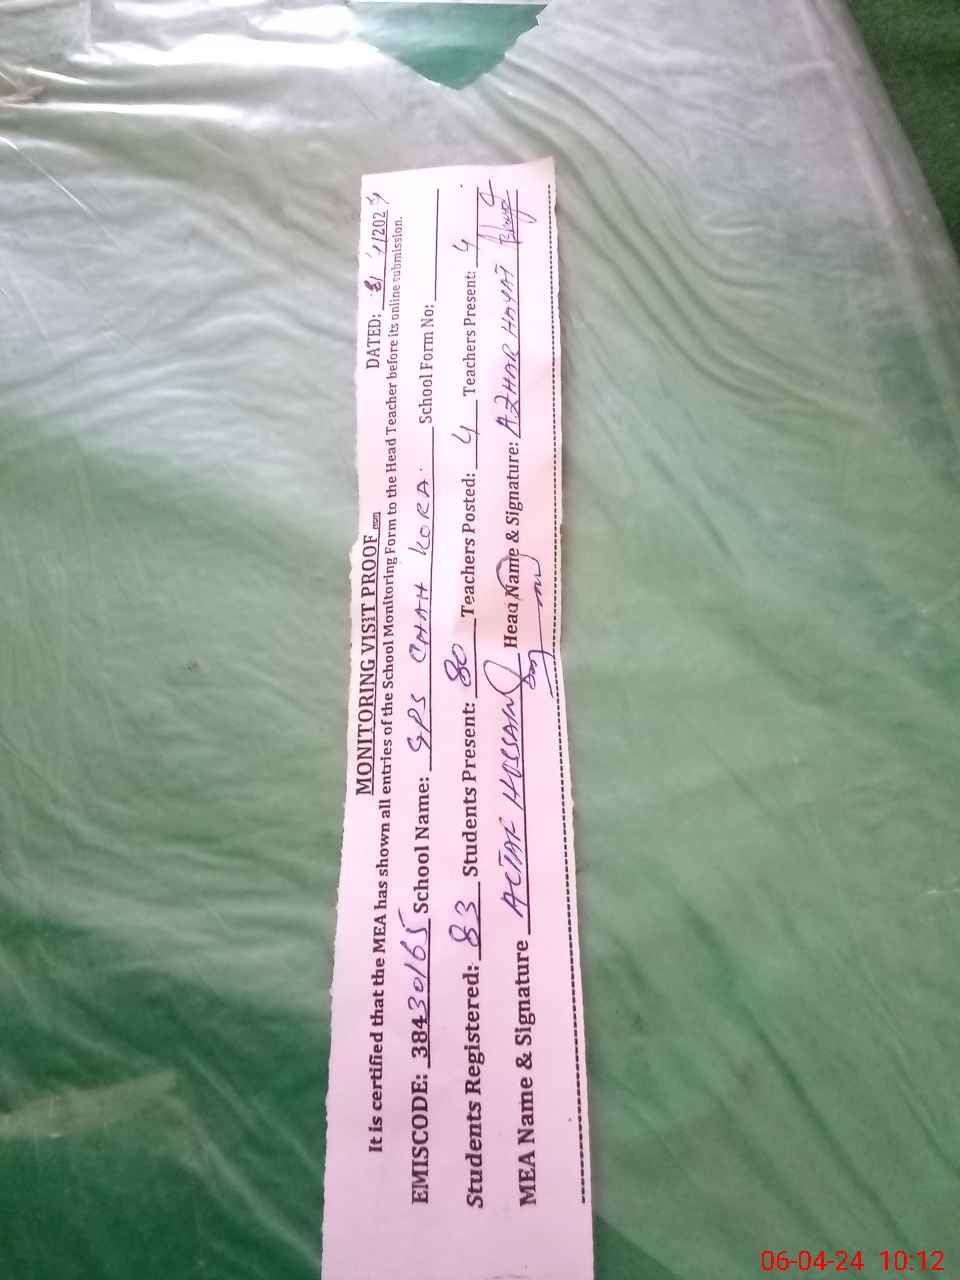 MONITORING VISIT PROOF
DATED: /4/2024
It is certified that the MEA has shown all entries of the School Monitoring Form to the Head Teacher before its online submission.
EMISCODE: 38430165 School Name: GPS CHAH KORA. School Form No:
Students Registered: 83 Students Present: 80 Teachers Posted: 4 Teachers Present: 4
MEA Name & Signature HUSSAIN Head Name & Signature: AZHAR HAYAT
06-04-24 10:12